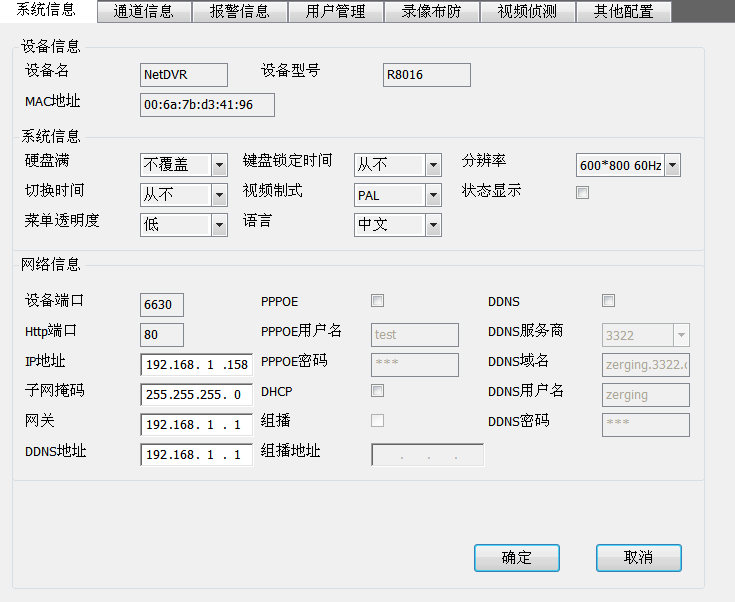 系统信息 通道信息 报警信息 用户管理 录像布防 视频侦测 其他配置
设备信息
设备名 NetDVR 设备型号 R8016
MAC地址 00:6a:7b:d3:41:96
系统信息
硬盘满 不覆盖 键盘锁定时间 从不 分辨率 600*800 60Hz
切换时间 从不 视频制式 PAL 状态显示
菜单透明度 低 语言 中文
网络信息
设备端口 6630 PPPOE DDNS
Http端口 80 PPPOE用户名 test DDNS服务商 3322
IP地址 192.168. 1 .158 PPPOE密码 *** DDNS域名 zerging.3322.
子网掩码 255.255.255. 0 DHCP DDNS用户名 zerging
网关 192.168. 1 . 1 组播 DDNS密码 ***
DDNS地址 192.168. 1 . 1 组播地址 . . .
确定 取消